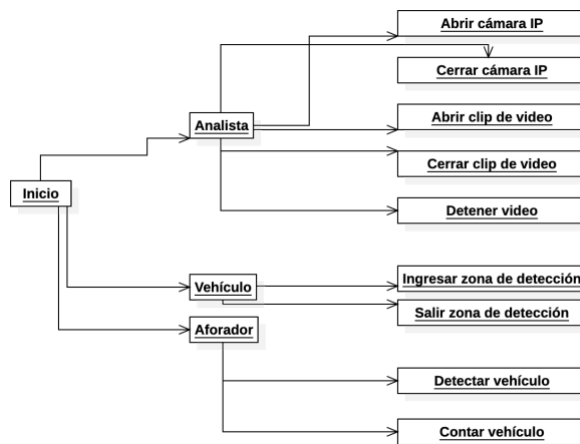 Abrir cámara IP
Cerrar cámara IP
Analista
Abrir clip de video
Cerrar clip de video
Inicio
Detener video
Vehículo
Ingresar zona de detección
Salir zona de detección
Aforador
Detectar vehículo
Contar vehículo